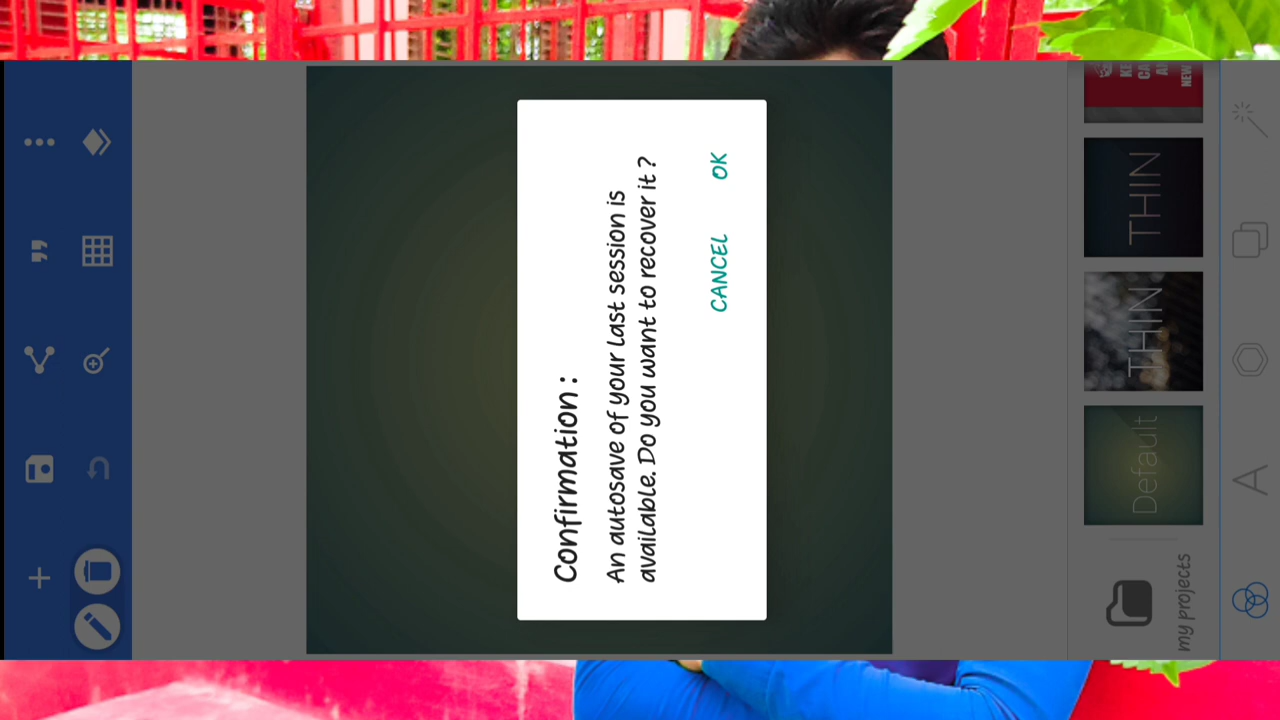 Confirmation :
An autosave of your last session is
available. Do you want to recover it ?
CANCEL OK
my projects
Default
THIN
THIN
NEW
A